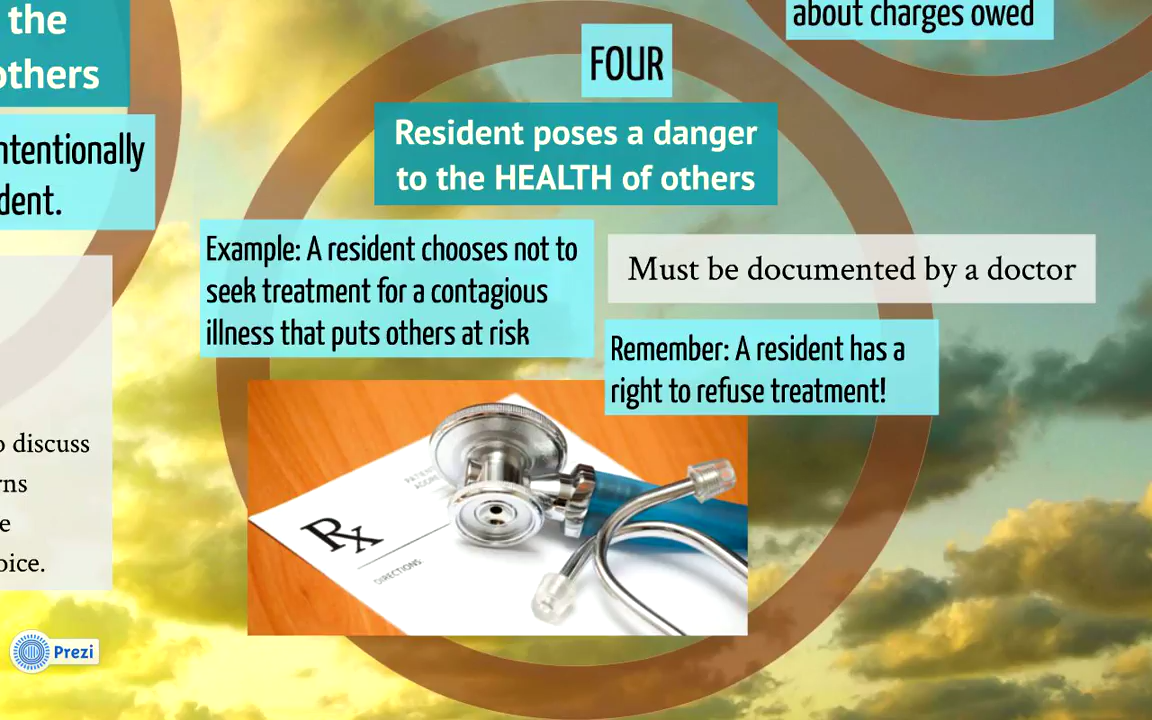 the
others
ntentionally
dent.
o discuss
rns
e
oice.
about charges owed
FOUR
Resident poses a danger
to the HEALTH of others
Example: A resident chooses not to
seek treatment for a contagious
illness that puts others at risk
Must be documented by a doctor
Remember: A resident has a
right to refuse treatment!
Rx
DIRECTIONS:
Prezi